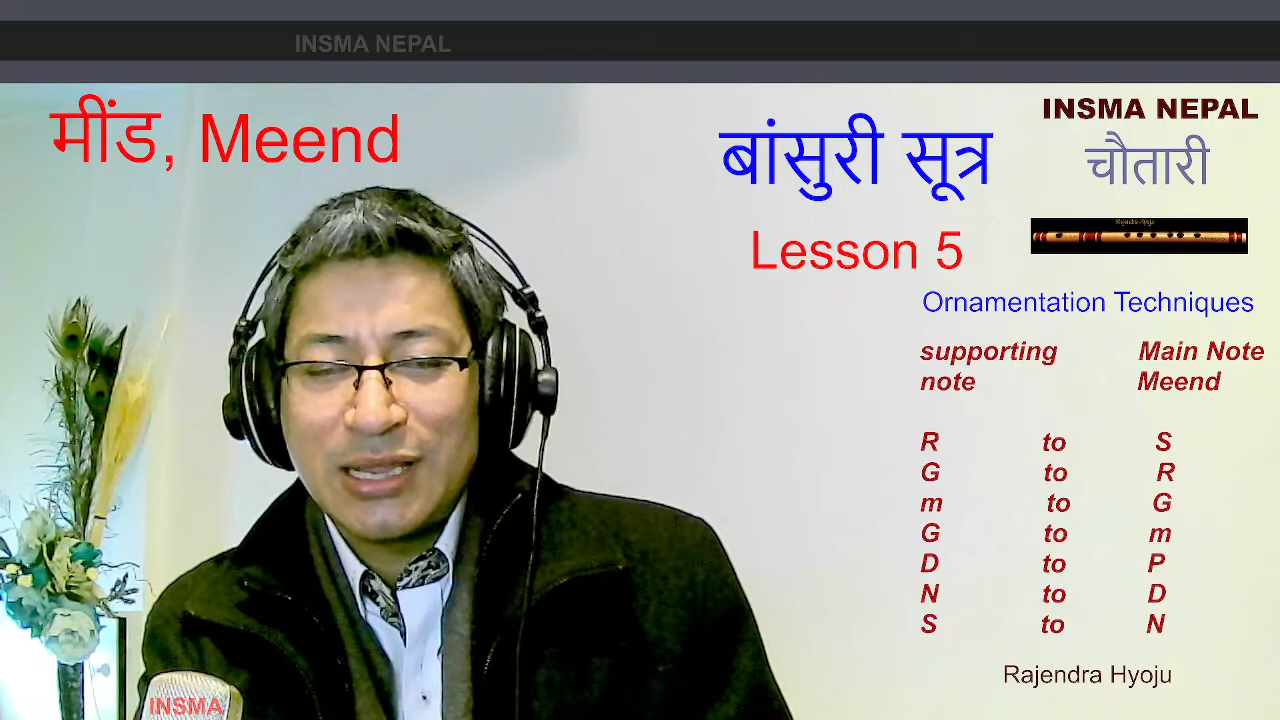 INSMA NEPAL
मींड, Meend
बांसुरी सूत्र
Lesson 5
INSMA NEPAL
चौतारी
Ornamentation Techniques
supporting Main Note
note Meend
R to S
G to R
m to G
G to m
D to P
N to D
S to N
Rajendra Hyoju
INSMA